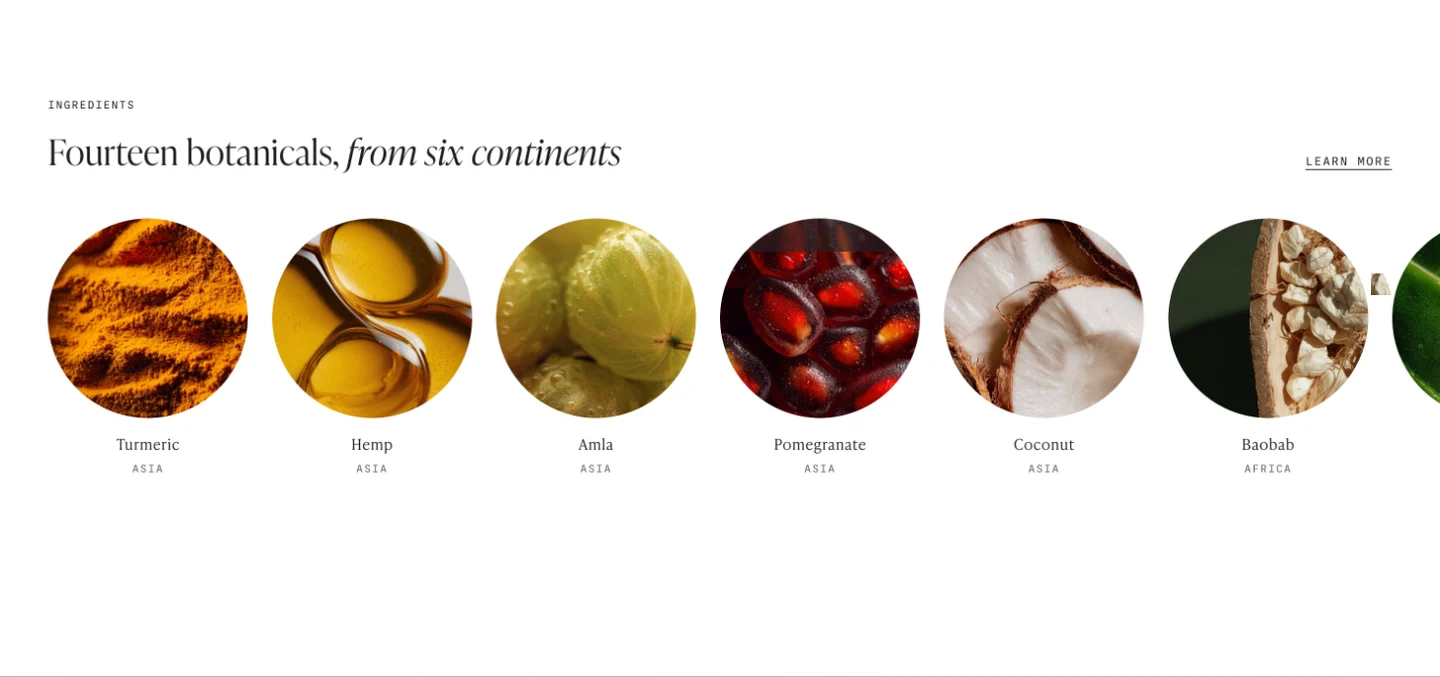 INGREDIENTS
Fourteen botanicals, from six continents
LEARN MORE
Turmeric
ASIA
Hemp
ASIA
Amla
ASIA
Pomegranate
ASIA
Coconut
ASIA
Baobab
AFRICA